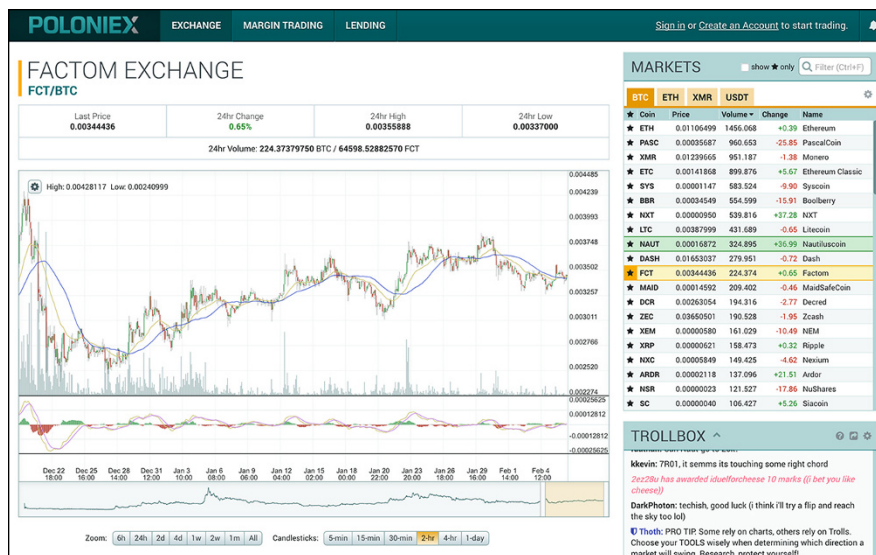 POLONIEX EXCHANGE MARGIN TRADING LENDING Sign in or Create an Account to start trading.
FACTOM EXCHANGE
FCT/BTC
Last Price 24hr Change 24hr High 24hr Low
0.00344436 0.65% 0.00355888 0.00337000
24hr Volume: 224.37379750 BTC / 64598.52882570 FCT
High: 0.00428117 Low: 0.00240999
0.004485
0.004239
0.003993
0.003748
0.003502
0.003257
0.003011
0.002766
0.002520
0.002274
0.00025625
0.00012812
-0.00012812
-0.00025625
Dec 22 Dec 25 Dec 28 Dec 31 Jan 3 Jan 6 Jan 9 Jan 12 Jan 15 Jan 18 Jan 20 Jan 23 Jan 26 Jan 29 Feb 1 Feb 4
18:00 16:00 14:00 12:00 10:00 08:00 06:00 04:00 02:00 00:00 22:00 20:00 18:00 16:00 14:00 12:00
Zoom: 6h 24h 2d 4d 1w 2w 1m All Candlesticks: 5-min 15-min 30-min 2-hr 4-hr 1-day
MARKETS show ★ only Filter (Ctrl+F)
BTC ETH XMR USDT
★ Coin Price Volume Change Name
★ ETH 0.01106499 1456.068 +0.39 Ethereum
★ PASC 0.00035687 960.653 -25.85 PascalCoin
★ XMR 0.01239665 951.187 -1.38 Monero
★ ETC 0.00141868 899.876 +5.67 Ethereum Classic
★ SYS 0.00001147 583.524 -9.90 Syscoin
★ BBR 0.00034549 554.599 -15.91 Boolberry
★ NXT 0.00000950 539.816 +37.28 NXT
★ LTC 0.00387999 431.689 -0.65 Litecoin
★ NAUT 0.00016872 324.895 +36.99 Nautiluscoin
★ DASH 0.01653037 279.951 -0.72 Dash
★ FCT 0.00344436 224.374 +0.65 Factom
★ MAID 0.00014592 209.402 -0.46 MaidSafeCoin
★ DCR 0.00263054 194.316 -2.77 Decred
★ ZEC 0.03650501 190.528 -1.95 Zcash
★ XEM 0.00000580 161.029 -10.49 NEM
★ XRP 0.00000621 158.473 +0.32 Ripple
★ NXC 0.00005849 149.425 -4.62 Nexium
★ ARDR 0.00002118 137.096 +21.51 Ardor
★ NSR 0.00000023 121.527 -17.86 NuShares
★ SC 0.00000040 106.427 +5.26 Siacoin
TROLLBOX
kkevin: 7R01, it semms its touching some right chord
2ez28u has awarded iduelforcheese 10 marks ((i bet you like
cheese))
DarkPhoton: techish, good luck (i think i'll try a flip and reach
the sky too lol)
Thoth: PRO TIP. Some rely on charts, others rely on Trolls.
Choose your TOOLS wisely when determining which direction a
market will swing. Research, protect yourself!